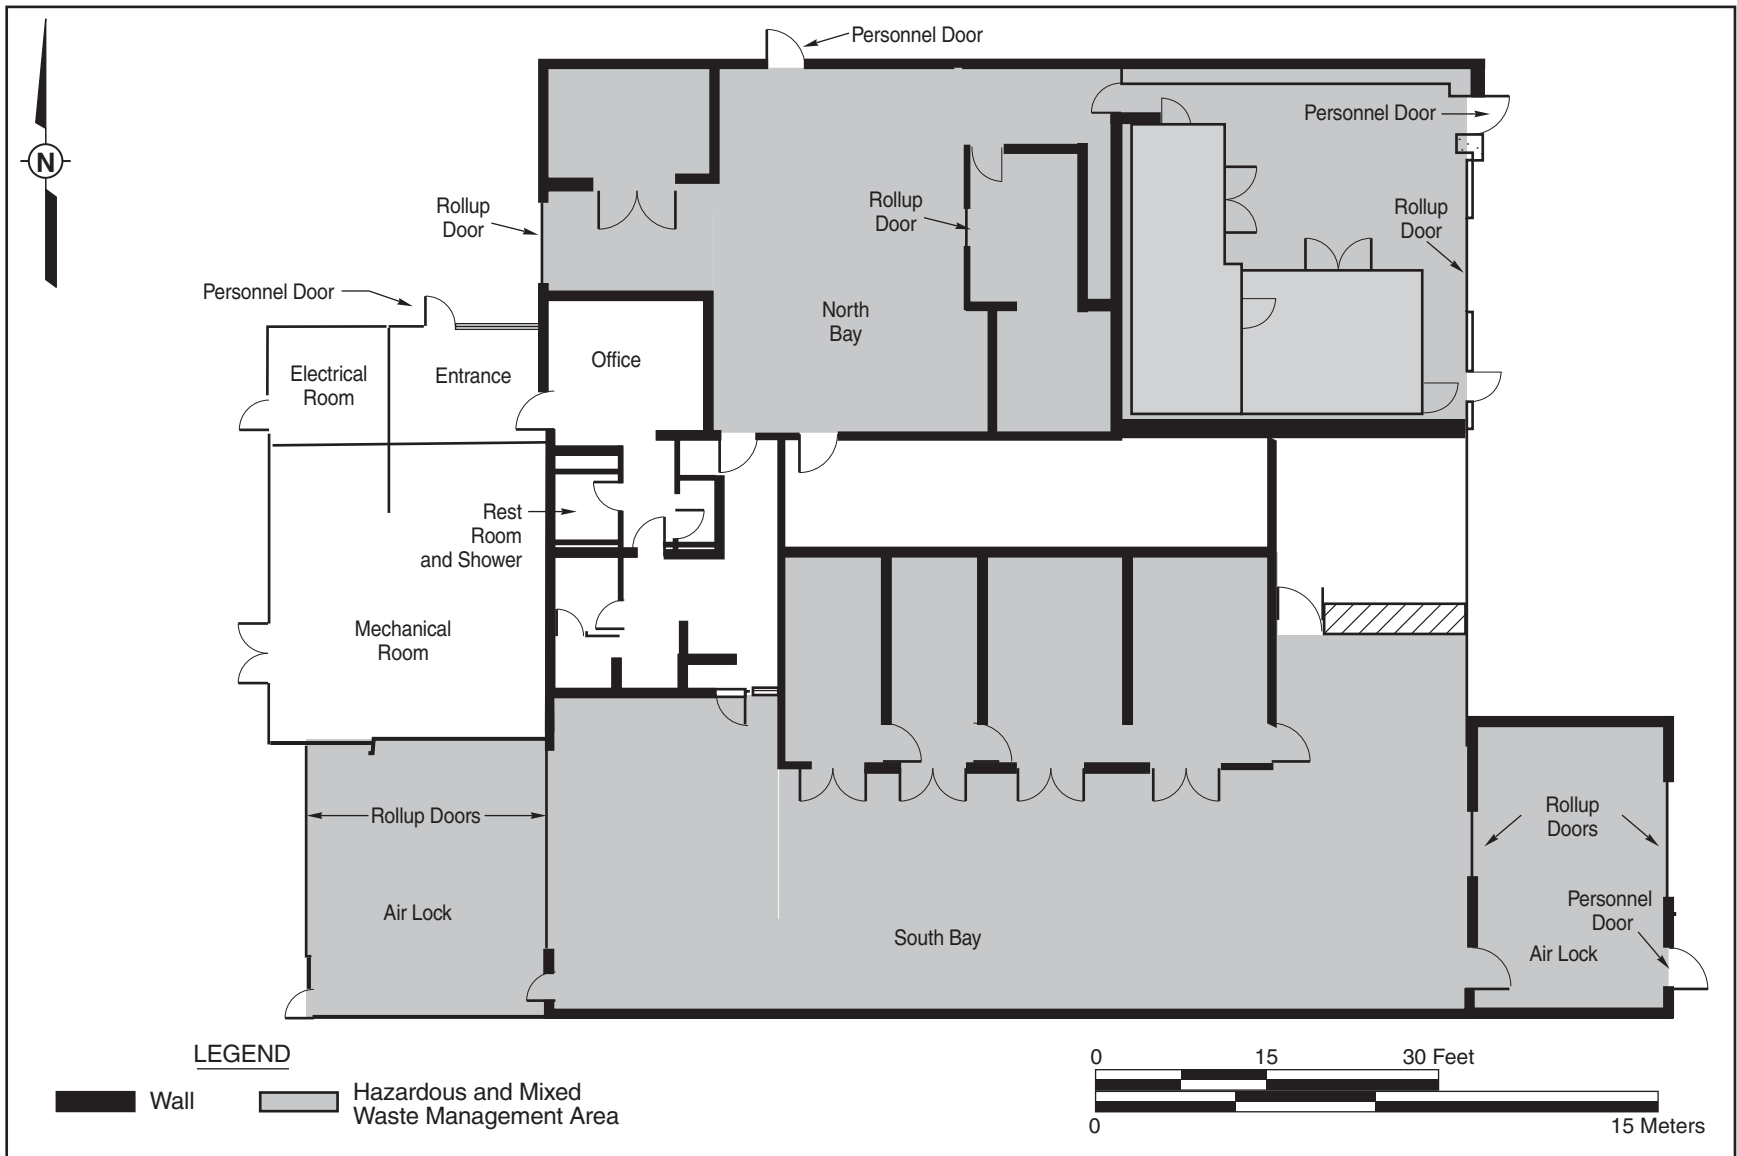 Personnel Door
Personnel Door
N
Rollup
Door
Rollup
Door
Rollup
Door
Personnel Door
North
Bay
Office
Electrical
Room
Entrance
Rest
Room
and Shower
Mechanical
Room
Rollup Doors
Rollup
Doors
Air Lock
Personnel
Door
South Bay
Air Lock
LEGEND
Wall
Hazardous and Mixed
Waste Management Area
0 15 30 Feet
0 15 Meters